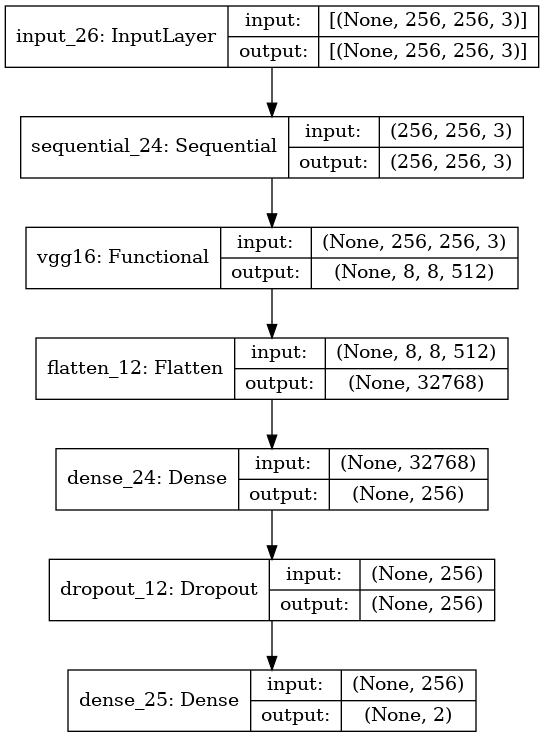 input_26: InputLayer
input:
[(None, 256, 256, 3)]
output:
[(None, 256, 256, 3)]
sequential_24: Sequential
input:
(256, 256, 3)
output:
(256, 256, 3)
vgg16: Functional
input:
(None, 256, 256, 3)
output:
(None, 8, 8, 512)
flatten_12: Flatten
input:
(None, 8, 8, 512)
output:
(None, 32768)
dense_24: Dense
input:
(None, 32768)
output:
(None, 256)
dropout_12: Dropout
input:
(None, 256)
output:
(None, 256)
dense_25: Dense
input:
(None, 256)
output:
(None, 2)